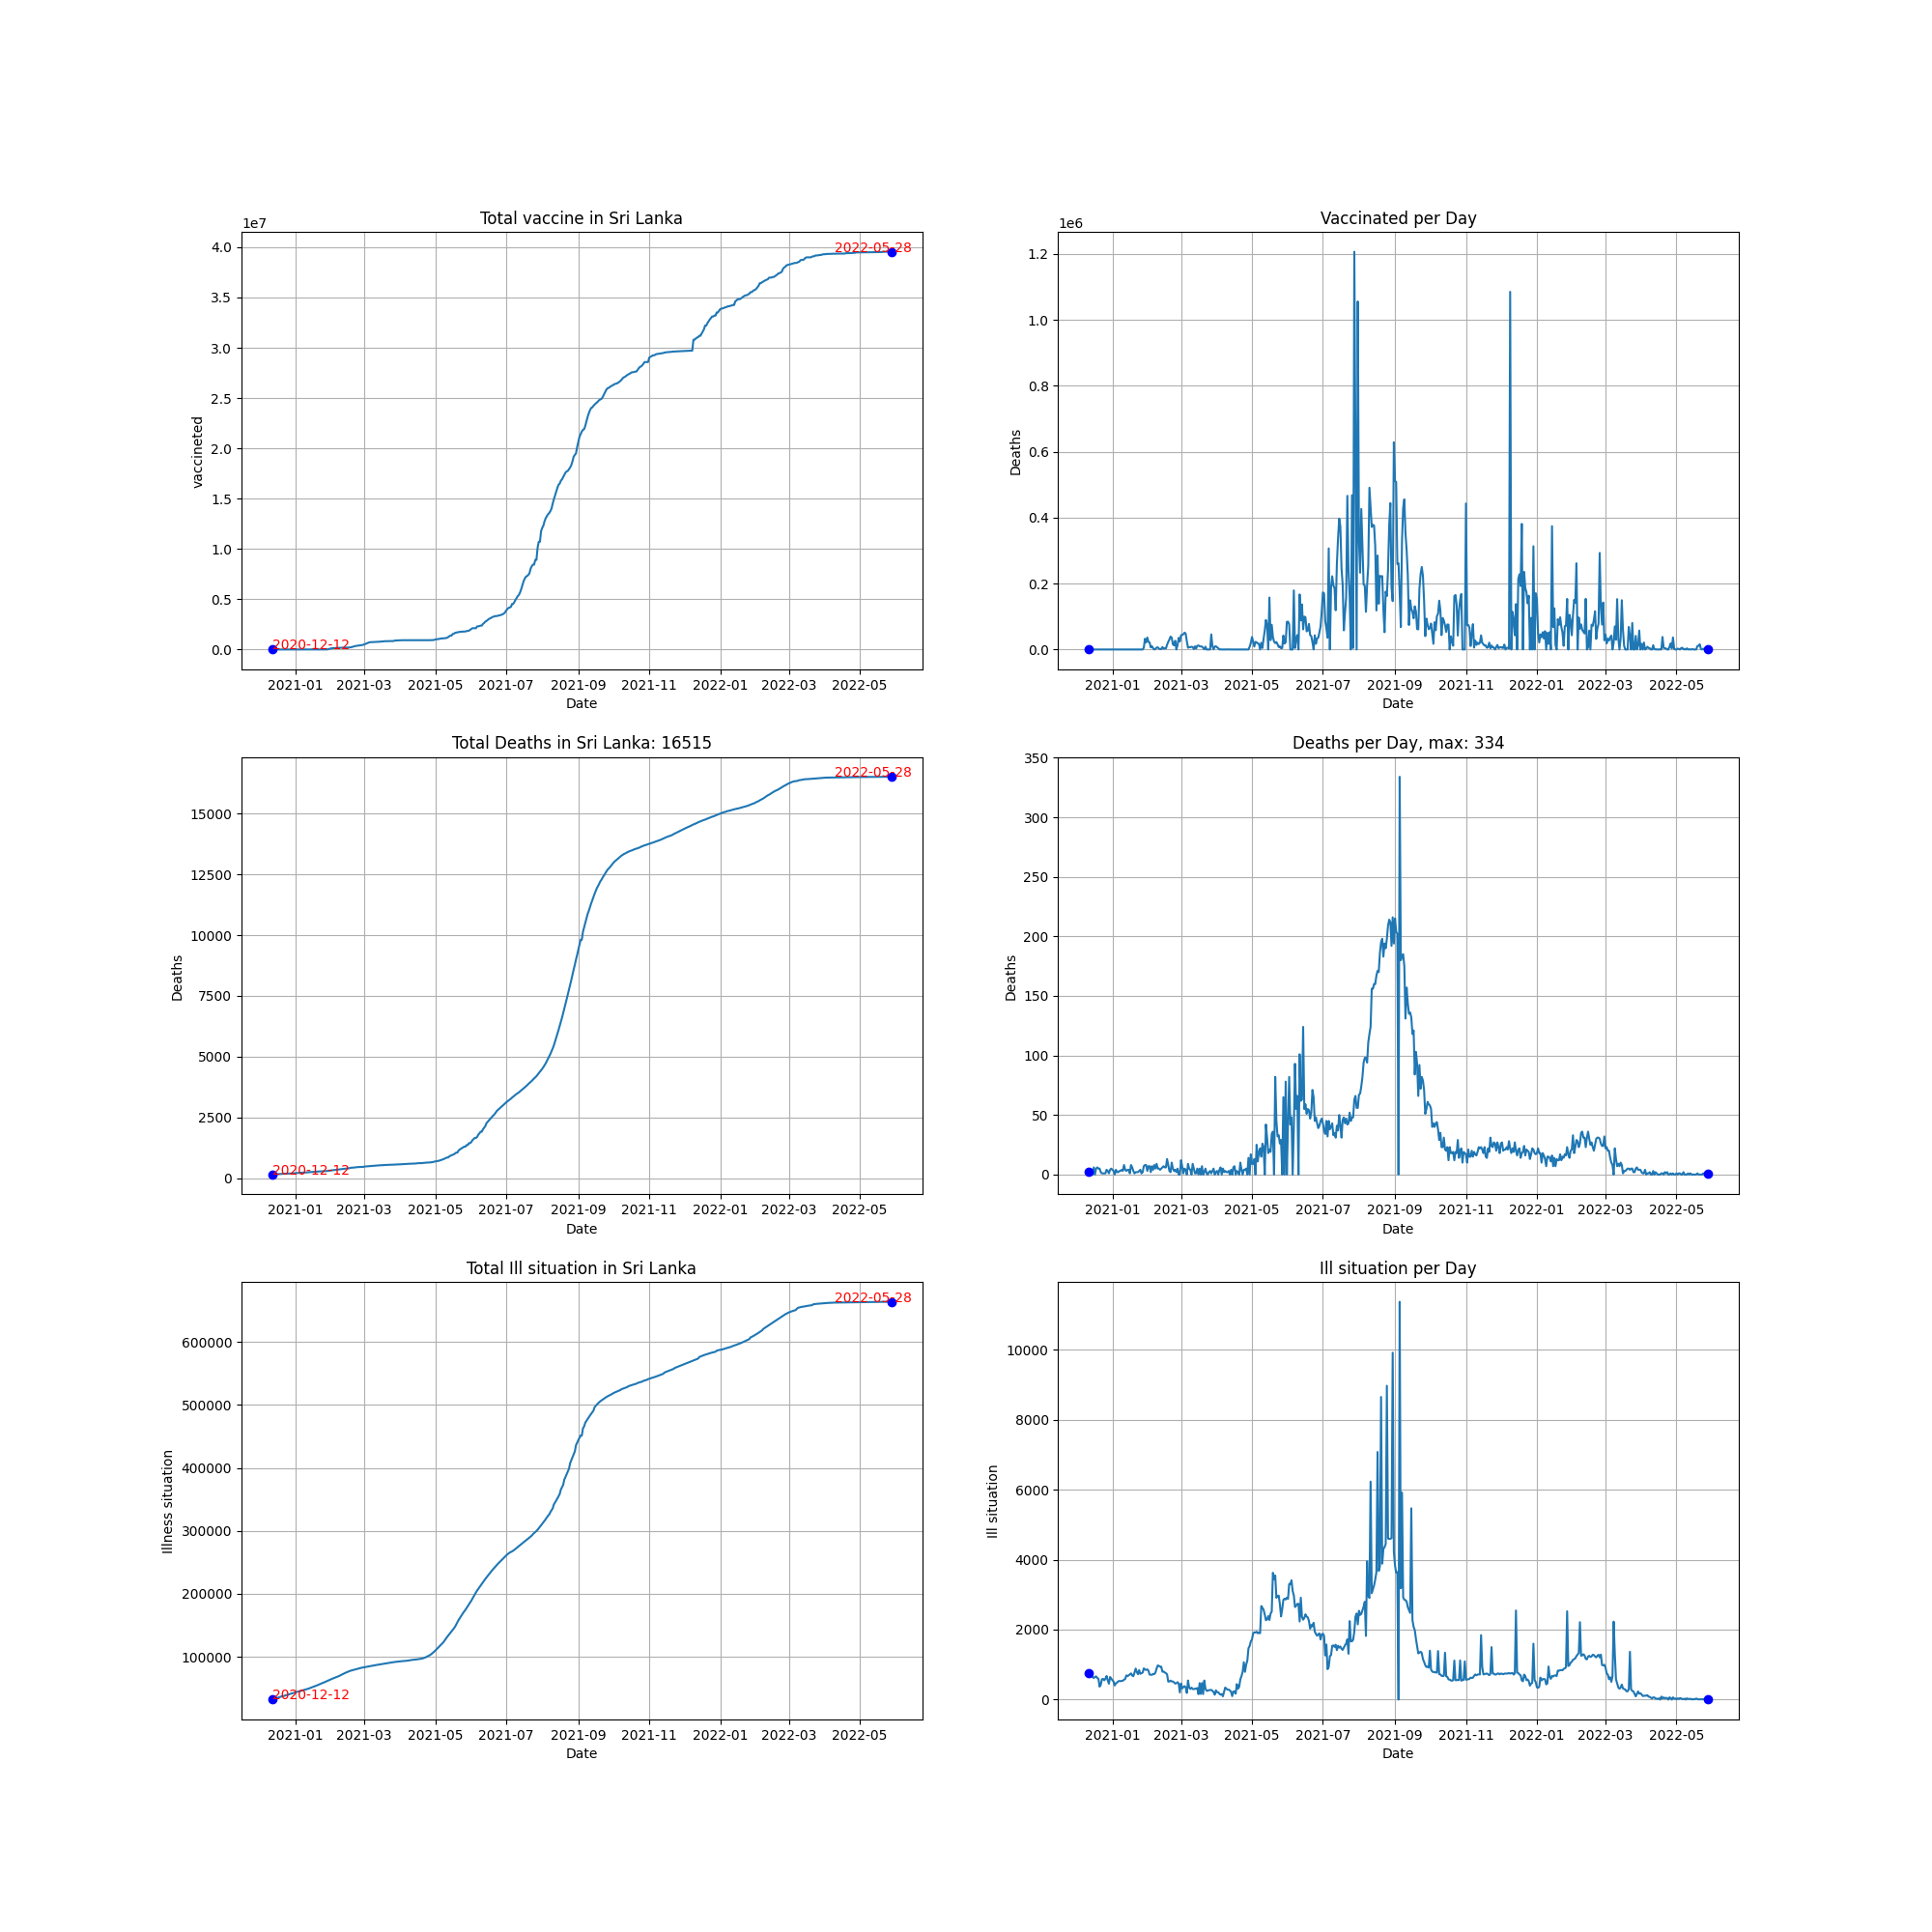 Total vaccine in Sri Lanka
1e7
4.0
3.5
3.0
2.5
2.0
1.5
1.0
0.5
0.0
vaccineted
2020-12-12
2022-05-28
2021-01 2021-03 2021-05 2021-07 2021-09 2021-11 2022-01 2022-03 2022-05
Date
Vaccinated per Day
1e6
1.2
1.0
0.8
0.6
0.4
0.2
0.0
Deaths
2021-01 2021-03 2021-05 2021-07 2021-09 2021-11 2022-01 2022-03 2022-05
Date
Total Deaths in Sri Lanka: 16515
15000
12500
10000
7500
5000
2500
0
Deaths
2020-12-12
2022-05-28
2021-01 2021-03 2021-05 2021-07 2021-09 2021-11 2022-01 2022-03 2022-05
Date
Deaths per Day, max: 334
350
300
250
200
150
100
50
0
Deaths
2021-01 2021-03 2021-05 2021-07 2021-09 2021-11 2022-01 2022-03 2022-05
Date
Total Ill situation in Sri Lanka
600000
500000
400000
300000
200000
100000
Illness situation
2020-12-12
2022-05-28
2021-01 2021-03 2021-05 2021-07 2021-09 2021-11 2022-01 2022-03 2022-05
Date
Ill situation per Day
10000
8000
6000
4000
2000
0
Ill situation
2021-01 2021-03 2021-05 2021-07 2021-09 2021-11 2022-01 2022-03 2022-05
Date